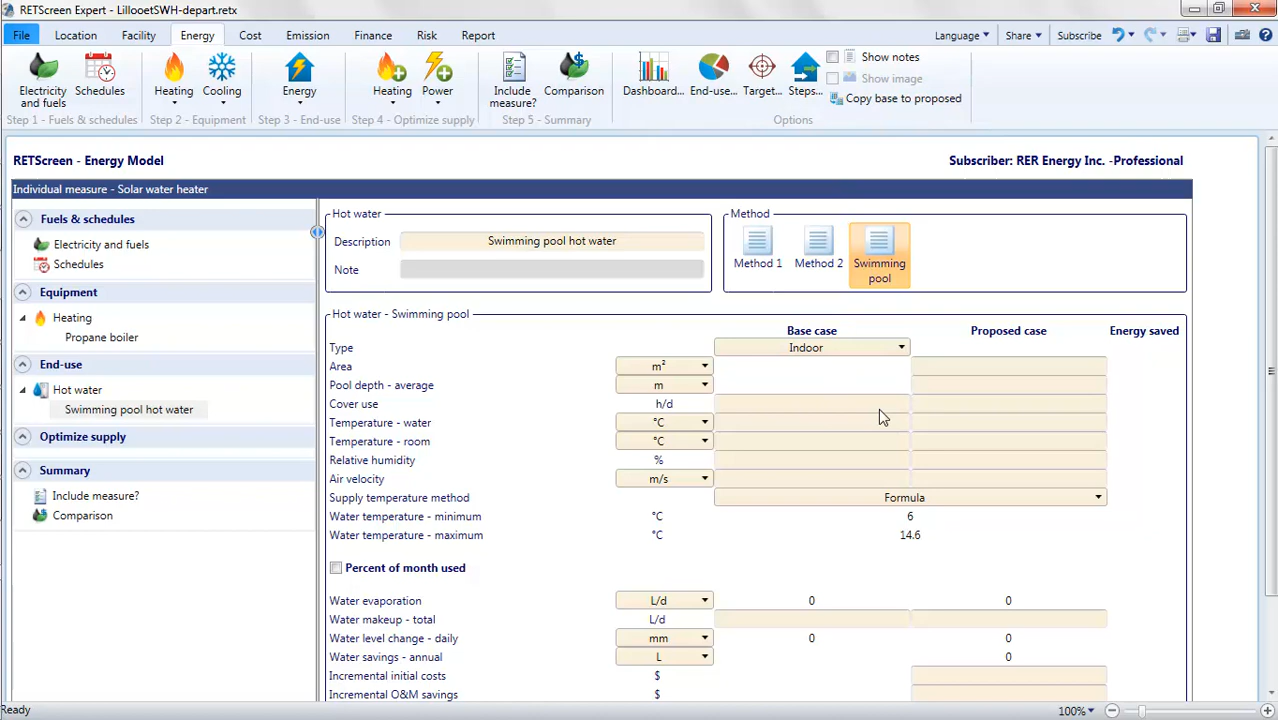 RETScreen Expert - LillooetSWH-depart.retx
File Location Facility Energy Cost Emission Finance Risk Report Language Share Subscribe
Electricity and fuels Schedules Heating Cooling Energy Heating Power Include measure? Comparison Dashboard... End-use... Target... Steps... Show notes
Show image
Copy base to proposed
Step 1 - Fuels & schedules Step 2 - Equipment Step 3 - End-use Step 4 - Optimize supply Step 5 - Summary Options
RETScreen - Energy Model Subscriber: RER Energy Inc. -Professional
Individual measure - Solar water heater
Fuels & schedules
Electricity and fuels
Schedules
Equipment
Heating
Propane boiler
End-use
Hot water
Swimming pool hot water
Optimize supply
Summary
Include measure?
Comparison
Hot water
Description Swimming pool hot water
Note
Method
Method 1 Method 2 Swimming pool
Hot water - Swimming pool
Base case Proposed case Energy saved
Type Indoor
Area m²
Pool depth - average m
Cover use h/d
Temperature - water °C
Temperature - room °C
Relative humidity %
Air velocity m/s
Supply temperature method Formula
Water temperature - minimum °C 6
Water temperature - maximum °C 14.6
Percent of month used
Water evaporation L/d 0 0
Water makeup - total L/d
Water level change - daily mm 0 0
Water savings - annual L 0
Incremental initial costs $
Incremental O&M savings $
Ready 100%